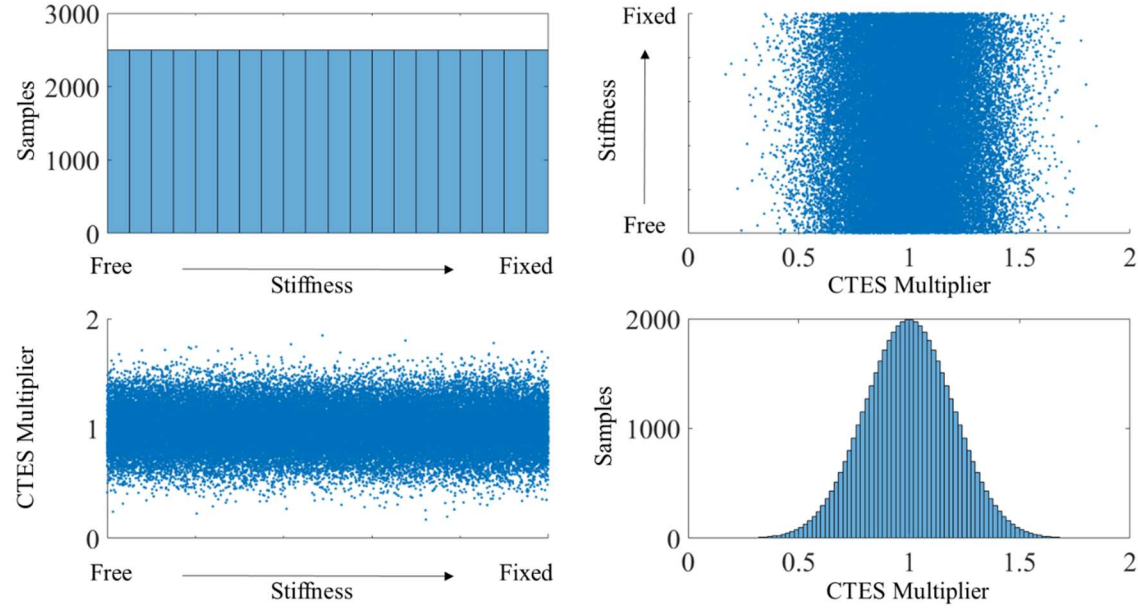 3000
2000
1000
0
Samples
Free
Fixed
Stiffness
Fixed
Stiffness
Free
0
0.5
1
1.5
2
CTES Multiplier
2
1
0
CTES Multiplier
Free
Fixed
Stiffness
2000
1000
0
Samples
0
0.5
1
1.5
2
CTES Multiplier